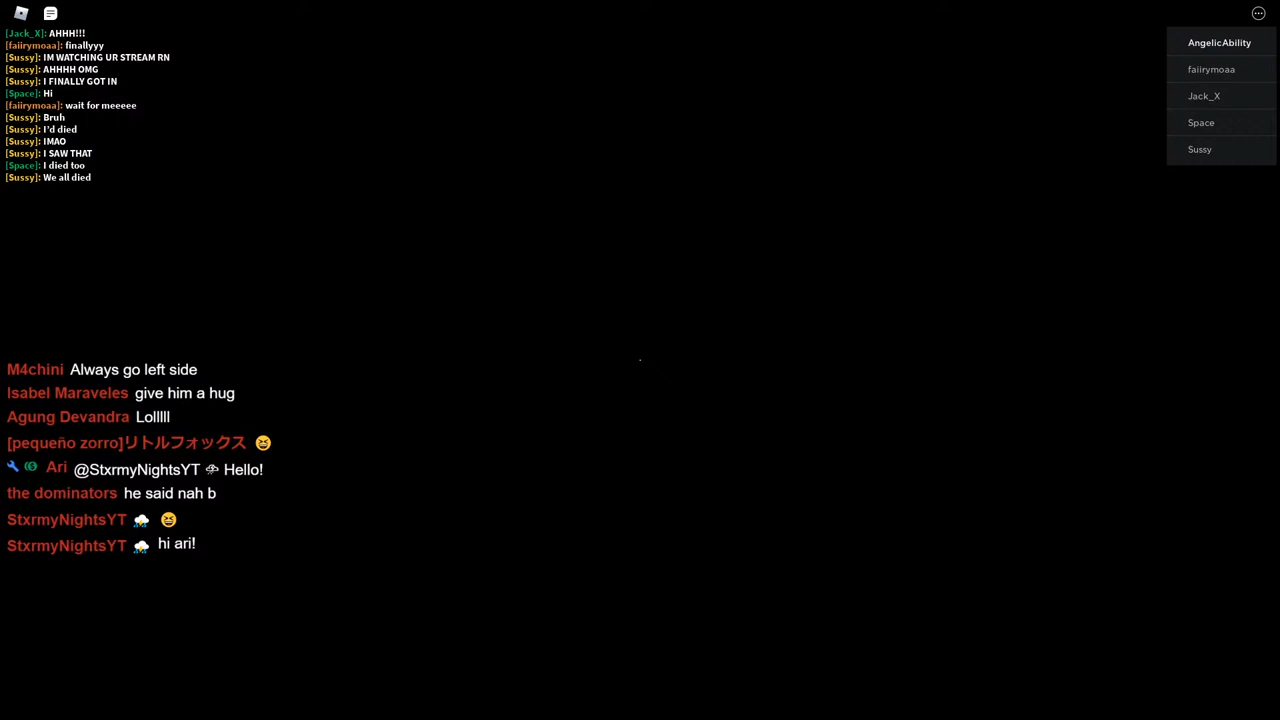 [Jack_X]: AHHH!!!
[faiirymoaa]: finallyyy
[Sussy]: IM WATCHING UR STREAM RN
[Sussy]: AHHHH OMG
[Sussy]: I FINALLY GOT IN
[Space]: Hi
[faiirymoaa]: wait for meeeee
[Sussy]: Bruh
[Sussy]: I'd died
[Sussy]: lMAO
[Sussy]: I SAW THAT
[Space]: I died too
[Sussy]: We all died
AngelicAbility
faiirymoaa
Jack_X
Space
Sussy
M4chini Always go left side
Isabel Maraveles give him a hug
Agung Devandra Lolllll
[pequeño zorro]リトルフォックス 😆
Ari @StxrmyNightsYT ⛈ Hello!
the dominators he said nah b
StxrmyNightsYT ⛈ 😆
StxrmyNightsYT ⛈ hi ari!